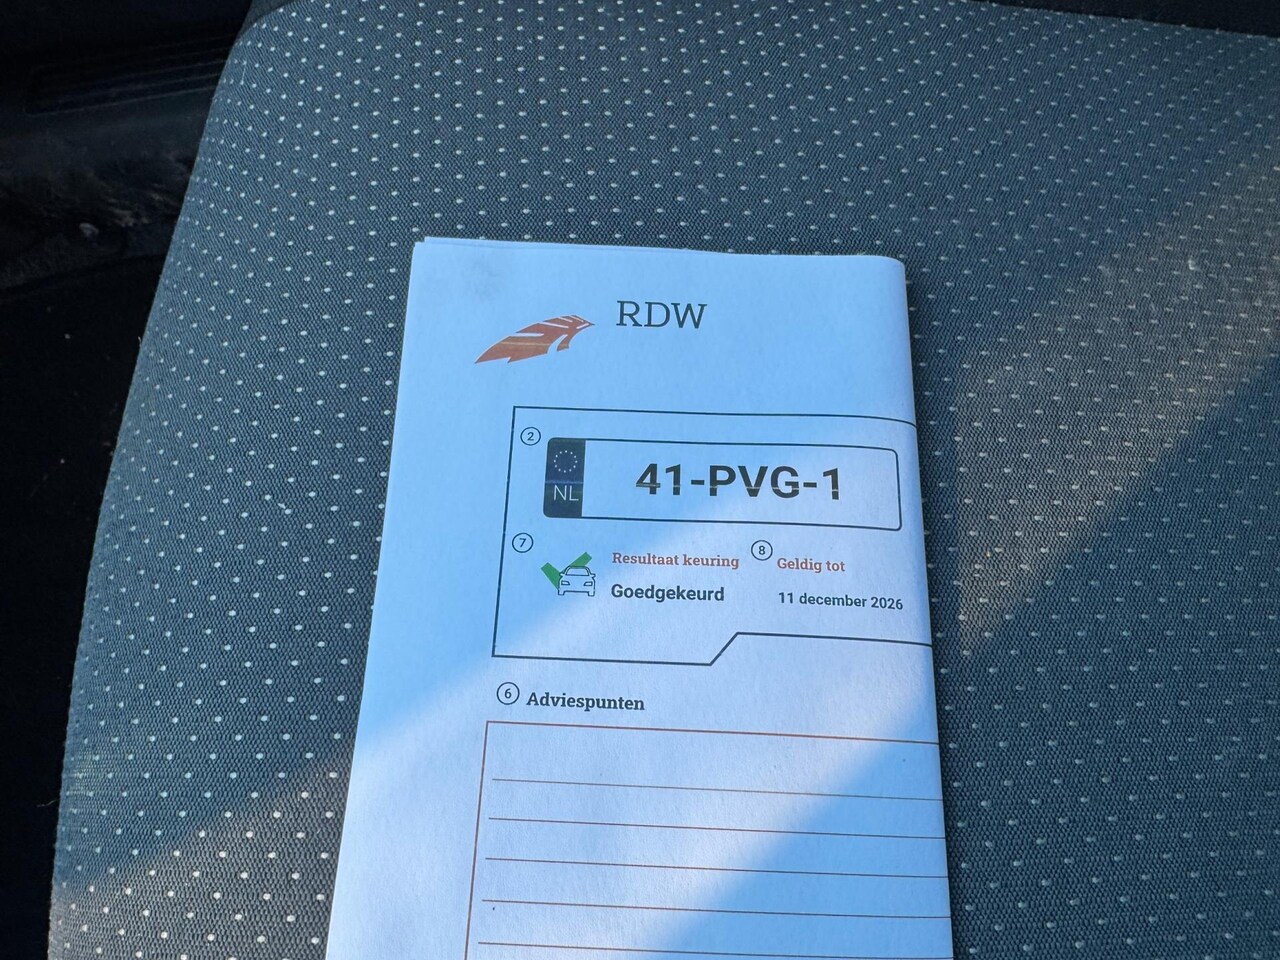 RDW
2
NL
41-PVG-1
7
Resultaat keuring
8
Geldig tot
Goedgekeurd
11 december 2026
6 Adviespunten